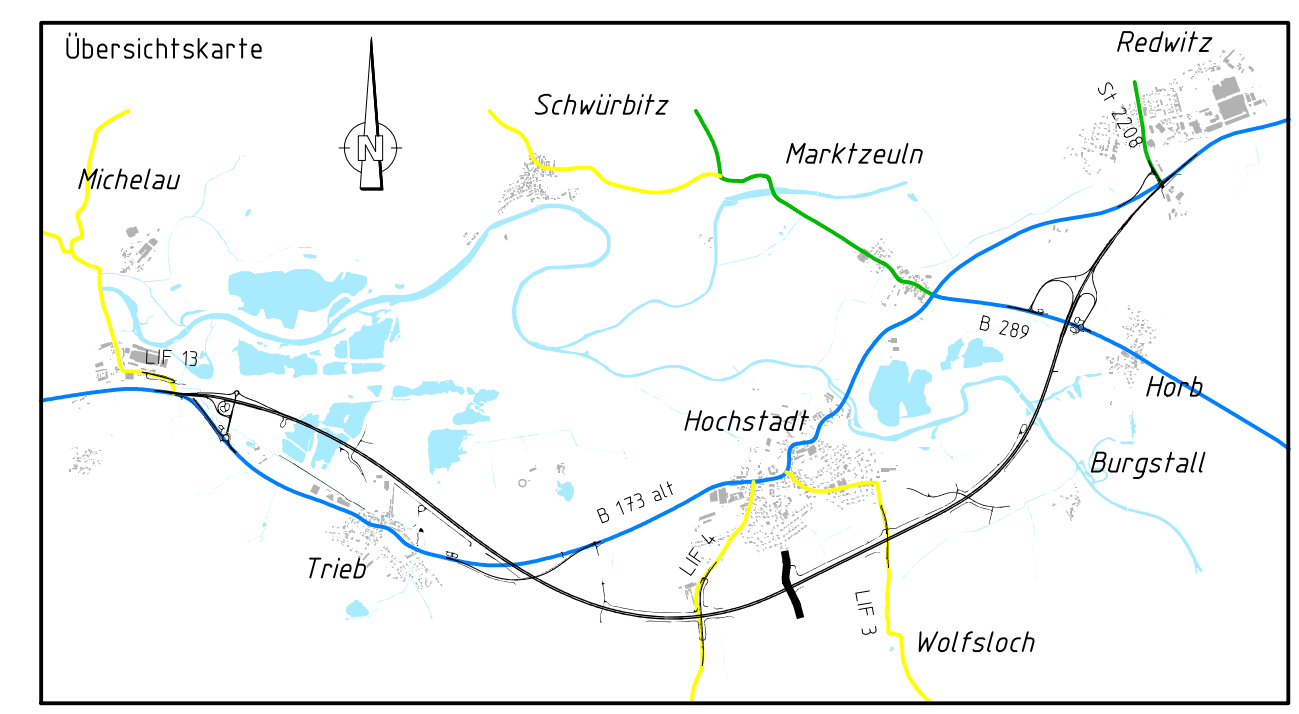 Übersichtskarte
Redwitz
Schwürbitz
St 2208
Marktzeuln
N
Michelau
B 289
LIF 13
Horb
Hochstadt
Burgstall
B 173 alt
LIF 4
Trieb
LIF 3
Wolfsloch